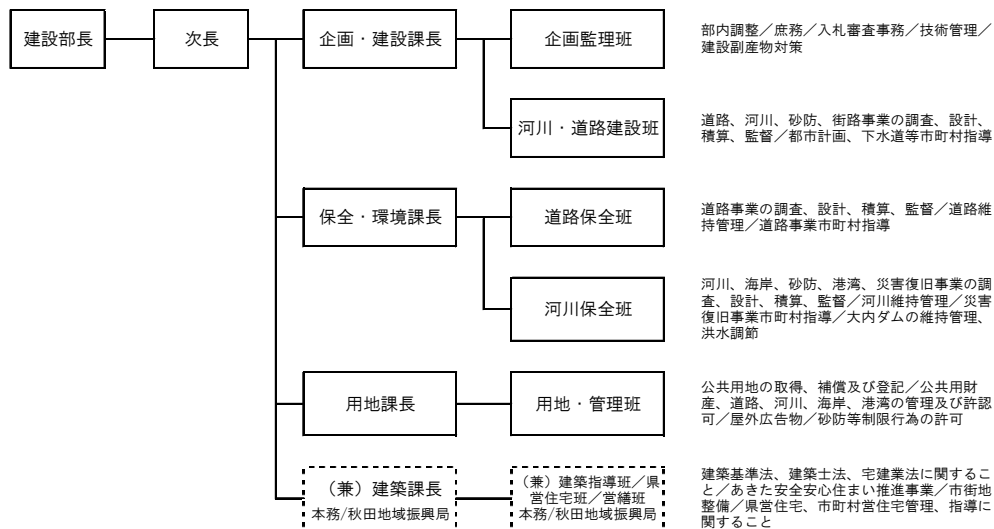 建設部長
次長
企画・建設課長
企画監理班
部内調整／庶務／入札審査事務／技術管理／
建設副産物対策
河川・道路建設班
道路、河川、砂防、街路事業の調査、設計、
積算、監督／都市計画、下水道等市町村指導
保全・環境課長
道路保全班
道路事業の調査、設計、積算、監督／道路維
持管理／道路事業市町村指導
河川保全班
河川、海岸、砂防、港湾、災害復旧事業の調
査、設計、積算、監督／河川維持管理／災害
復旧事業市町村指導／大内ダムの維持管理、
洪水調節
用地課長
用地・管理班
公共用地の取得、補償及び登記／公共用財
産、道路、河川、海岸、港湾の管理及び許認
可／屋外広告物／砂防等制限行為の許可
（兼）建築課長
本務/秋田地域振興局
（兼）建築指導班／県
営住宅班／営繕班
本務/秋田地域振興局
建築基準法、建築士法、宅建業法に関するこ
と／あきた安全安心住まい推進事業／市街地
整備／県営住宅、市町村営住宅管理、指導に
関すること